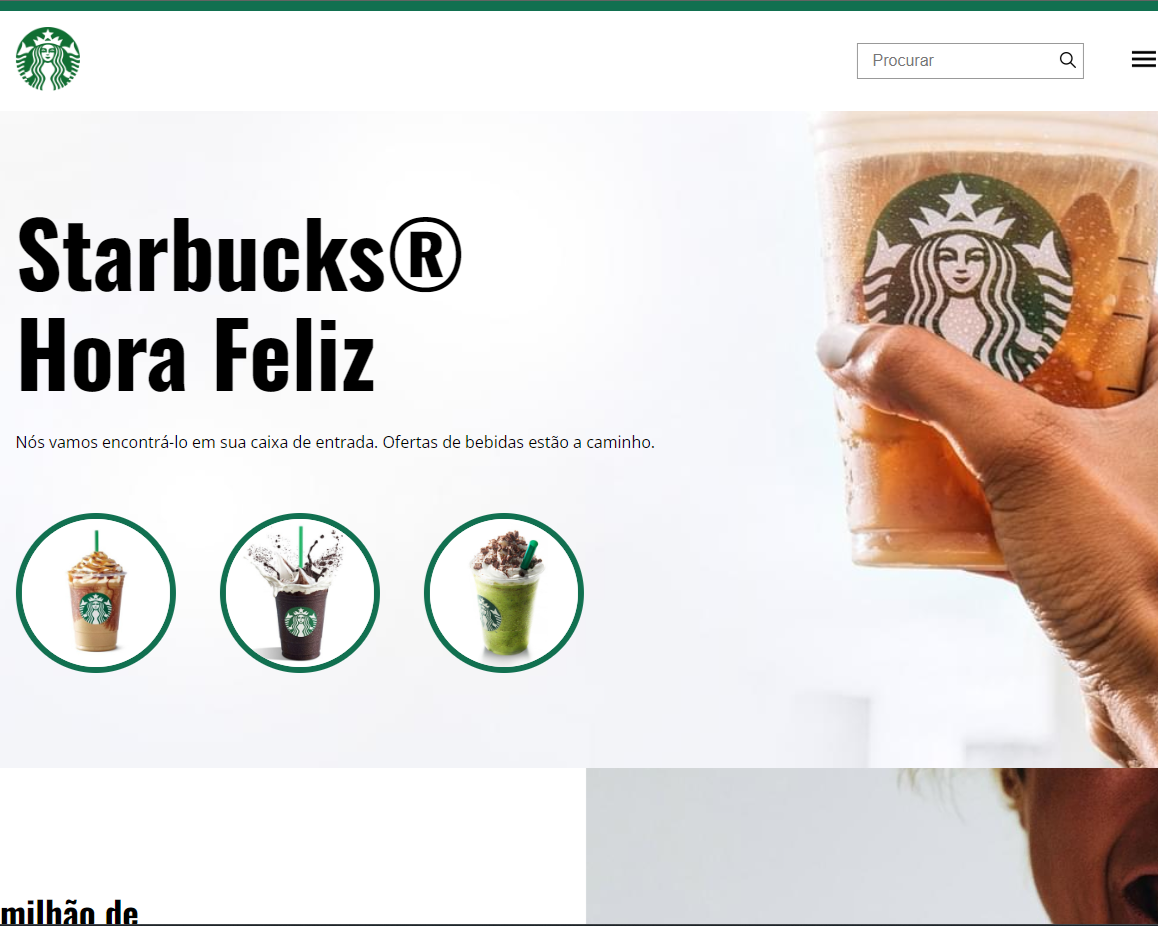 Procurar
Starbucks®
Hora Feliz
Nós vamos encontrá-lo em sua caixa de entrada. Ofertas de bebidas estão a caminho.
milhão de